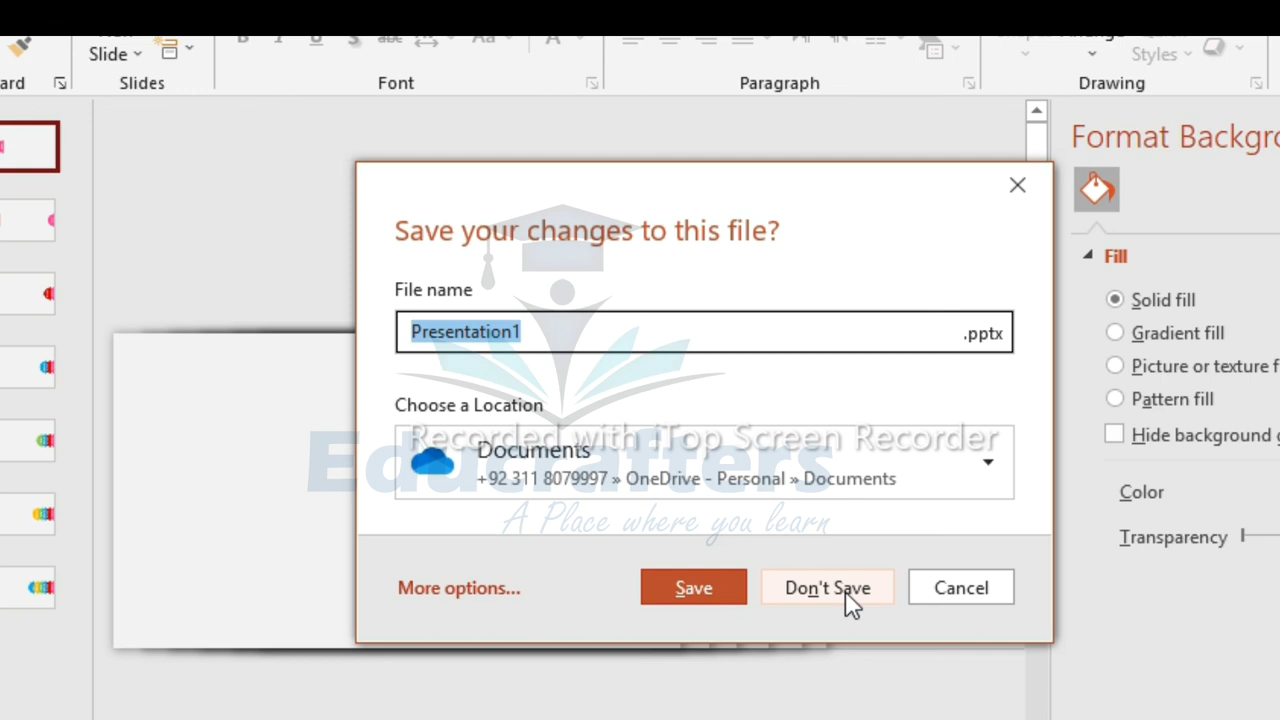 Slide
Styles
ard
Slides
Font
Paragraph
Drawing
Format Backgro
Save your changes to this file?
File name
Presentation1
.pptx
Choose a Location
Documents
+92 311 8079997 » OneDrive - Personal » Documents
More options...
Save
Don't Save
Cancel
Fill
Solid fill
Gradient fill
Picture or texture f
Pattern fill
Hide background g
Color
Transparency
Recorded with iTop Screen Recorder
Educrafters
A Place where you learn